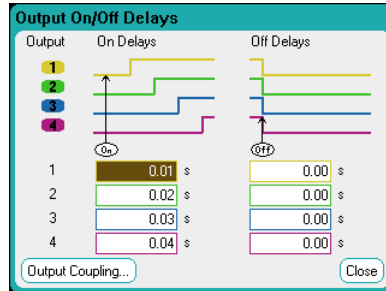 Output On/Off Delays
Output On Delays Off Delays
1
2
3
4
On Off
1 0.01 s 0.00 s
2 0.02 s 0.00 s
3 0.03 s 0.00 s
4 0.04 s 0.00 s
Output Coupling... Close